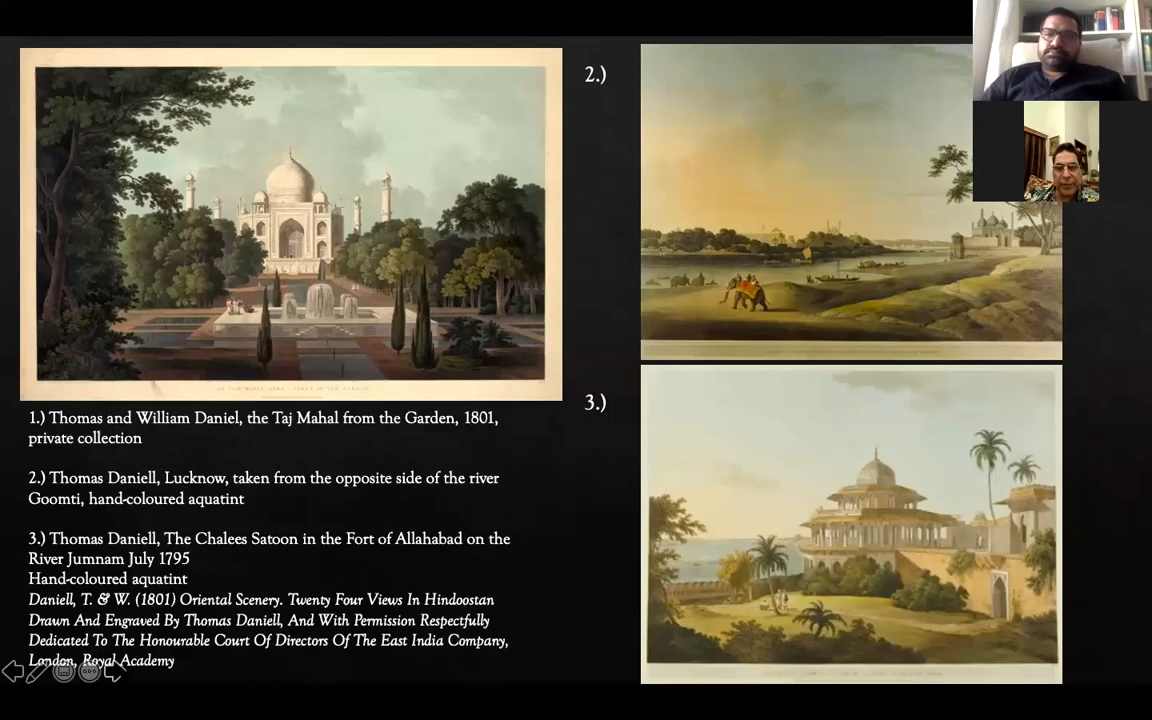 1.) Thomas and William Daniel, the Taj Mahal from the Garden, 1801,
private collection
2.) Thomas Daniell, Lucknow, taken from the opposite side of the river
Goomti, hand-coloured aquatint
3.) Thomas Daniell, The Chalees Satoon in the Fort of Allahabad on the
River Jumnam July 1795
Hand-coloured aquatint
Daniell, T. & W. (1801) Oriental Scenery. Twenty Four Views In Hindoostan
Drawn And Engraved By Thomas Daniell, And With Permission Respectfully
Dedicated To The Honourable Court Of Directors Of The East India Company,
London, Royal Academy
2.)
3.)